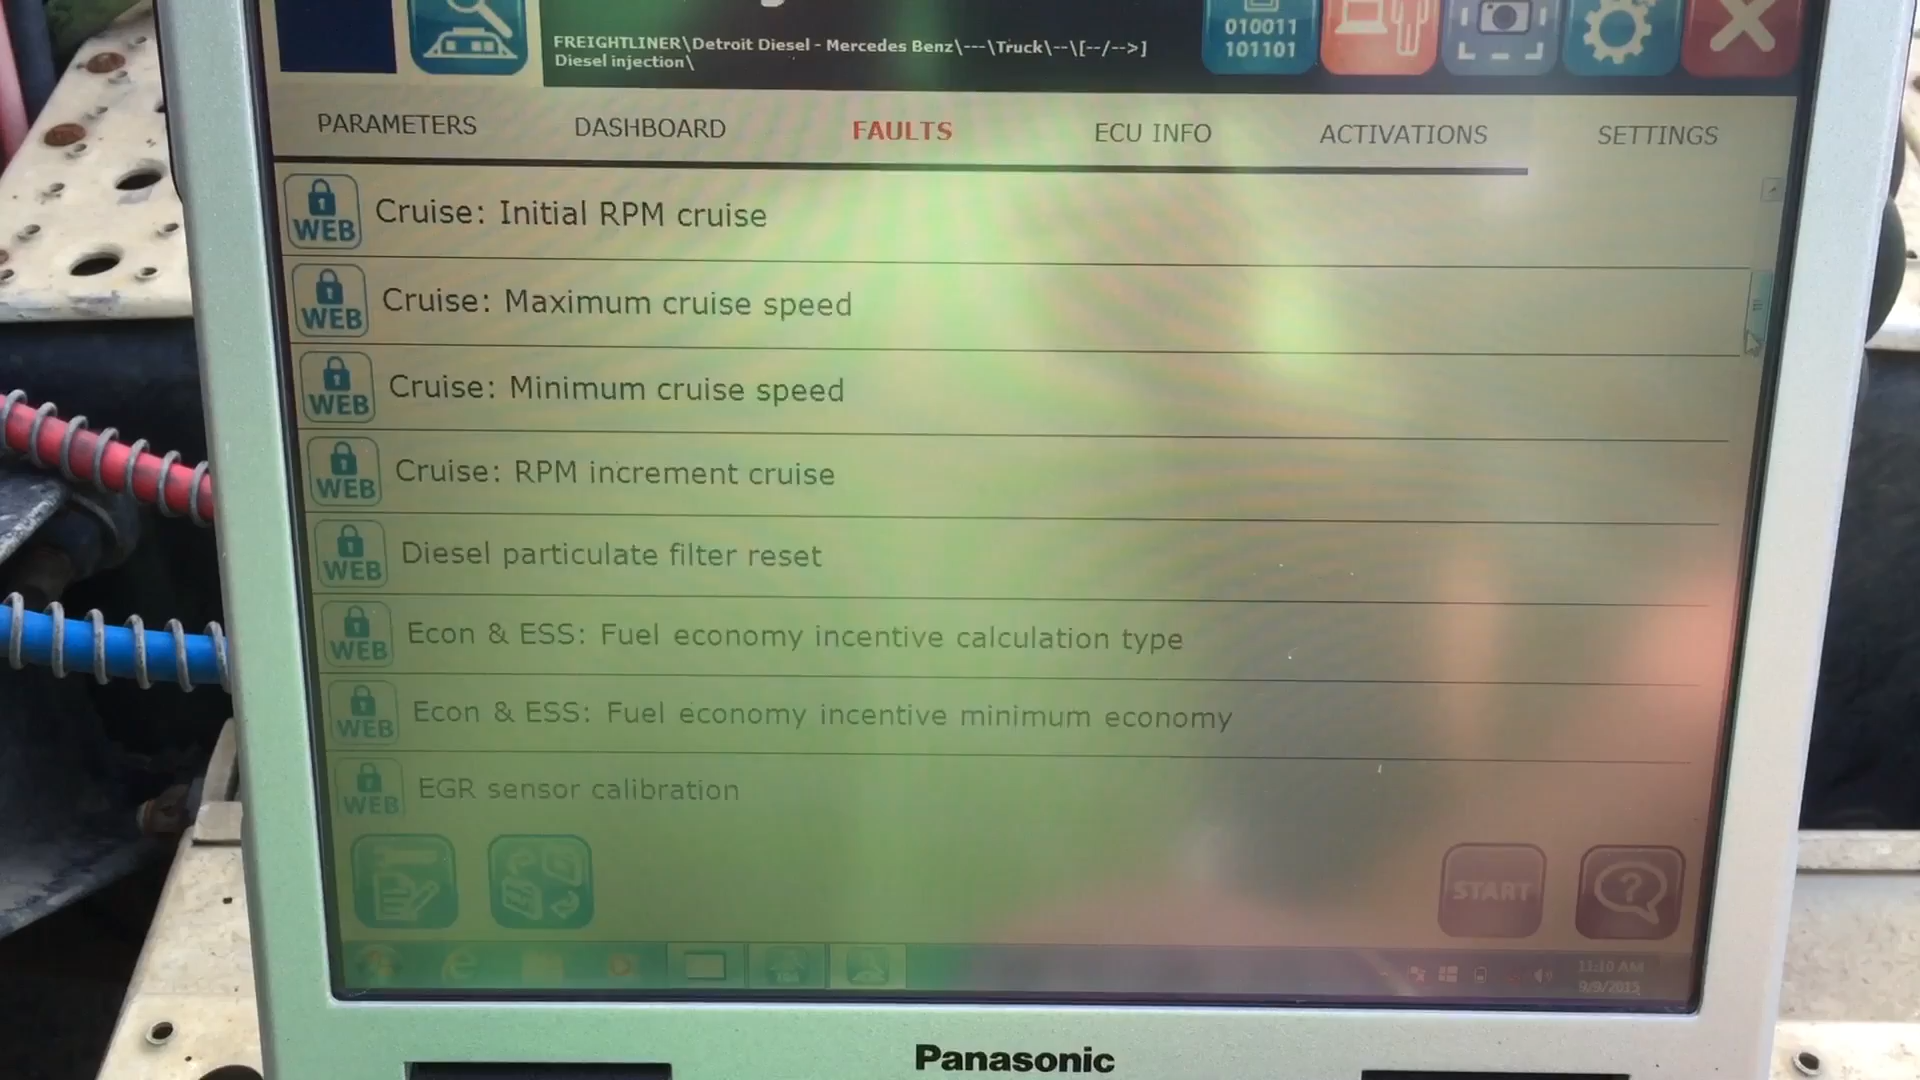 010011
101101
FREIGHTLINER\Detroit Diesel - Mercedes Benz\---\Truck\--\[--/-->]
Diesel injection\
PARAMETERS
DASHBOARD
FAULTS
ECU INFO
ACTIVATIONS
SETTINGS
WEB
Cruise: Initial RPM cruise
WEB
Cruise: Maximum cruise speed
WEB
Cruise: Minimum cruise speed
WEB
Cruise: RPM increment cruise
WEB
Diesel particulate filter reset
WEB
Econ & ESS: Fuel economy incentive calculation type
WEB
Econ & ESS: Fuel economy incentive minimum economy
WEB
EGR sensor calibration
START
?
11:10 AM
9/9/2015
Panasonic